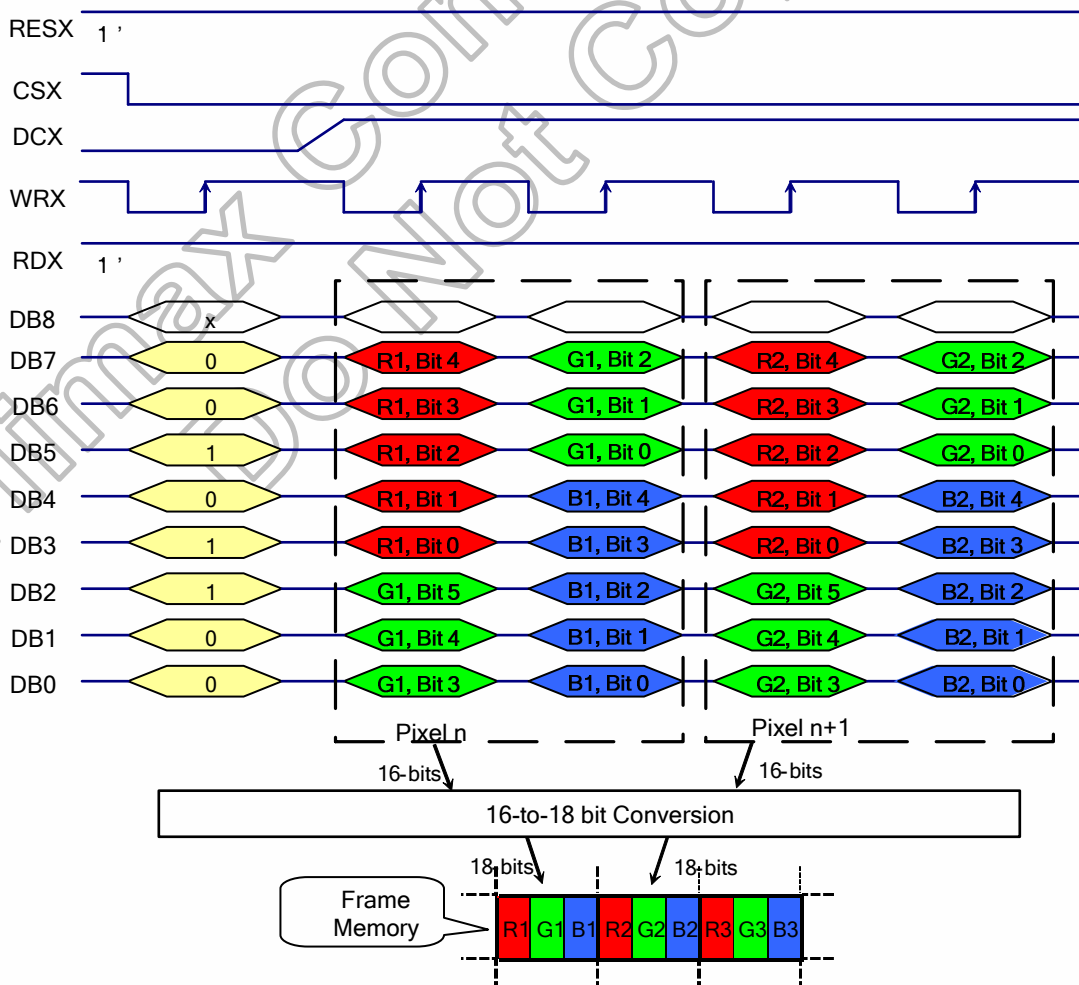 RESX 1 '
CSX
DCX
WRX
RDX 1 '
DB8 x
DB7 0 R1, Bit 4 G1, Bit 2 R2, Bit 4 G2, Bit 2
DB6 0 R1, Bit 3 G1, Bit 1 R2, Bit 3 G2, Bit 1
DB5 1 R1, Bit 2 G1, Bit 0 R2, Bit 2 G2, Bit 0
DB4 0 R1, Bit 1 B1, Bit 4 R2, Bit 1 B2, Bit 4
DB3 1 R1, Bit 0 B1, Bit 3 R2, Bit 0 B2, Bit 3
DB2 1 G1, Bit 5 B1, Bit 2 G2, Bit 5 B2, Bit 2
DB1 0 G1, Bit 4 B1, Bit 1 G2, Bit 4 B2, Bit 1
DB0 0 G1, Bit 3 B1, Bit 0 G2, Bit 3 B2, Bit 0
Pixel n Pixel n+1
16-bits 16-bits
16-to-18 bit Conversion
18-bits 18-bits
Frame
Memory
R1 G1 B1 R2 G2 B2 R3 G3 B3
Do Not